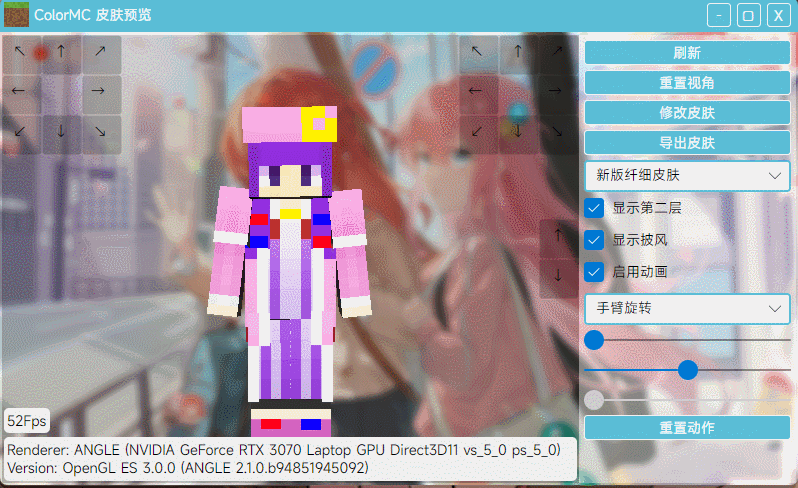 ColorMC 皮肤预览
刷新
重置视角
修改皮肤
导出皮肤
新版纤细皮肤
显示第二层
显示披风
启用动画
手臂旋转
重置动作
52Fps
Renderer: ANGLE (NVIDIA GeForce RTX 3070 Laptop GPU Direct3D11 vs_5_0 ps_5_0)
Version: OpenGL ES 3.0.0 (ANGLE 2.1.0.b94851945092)